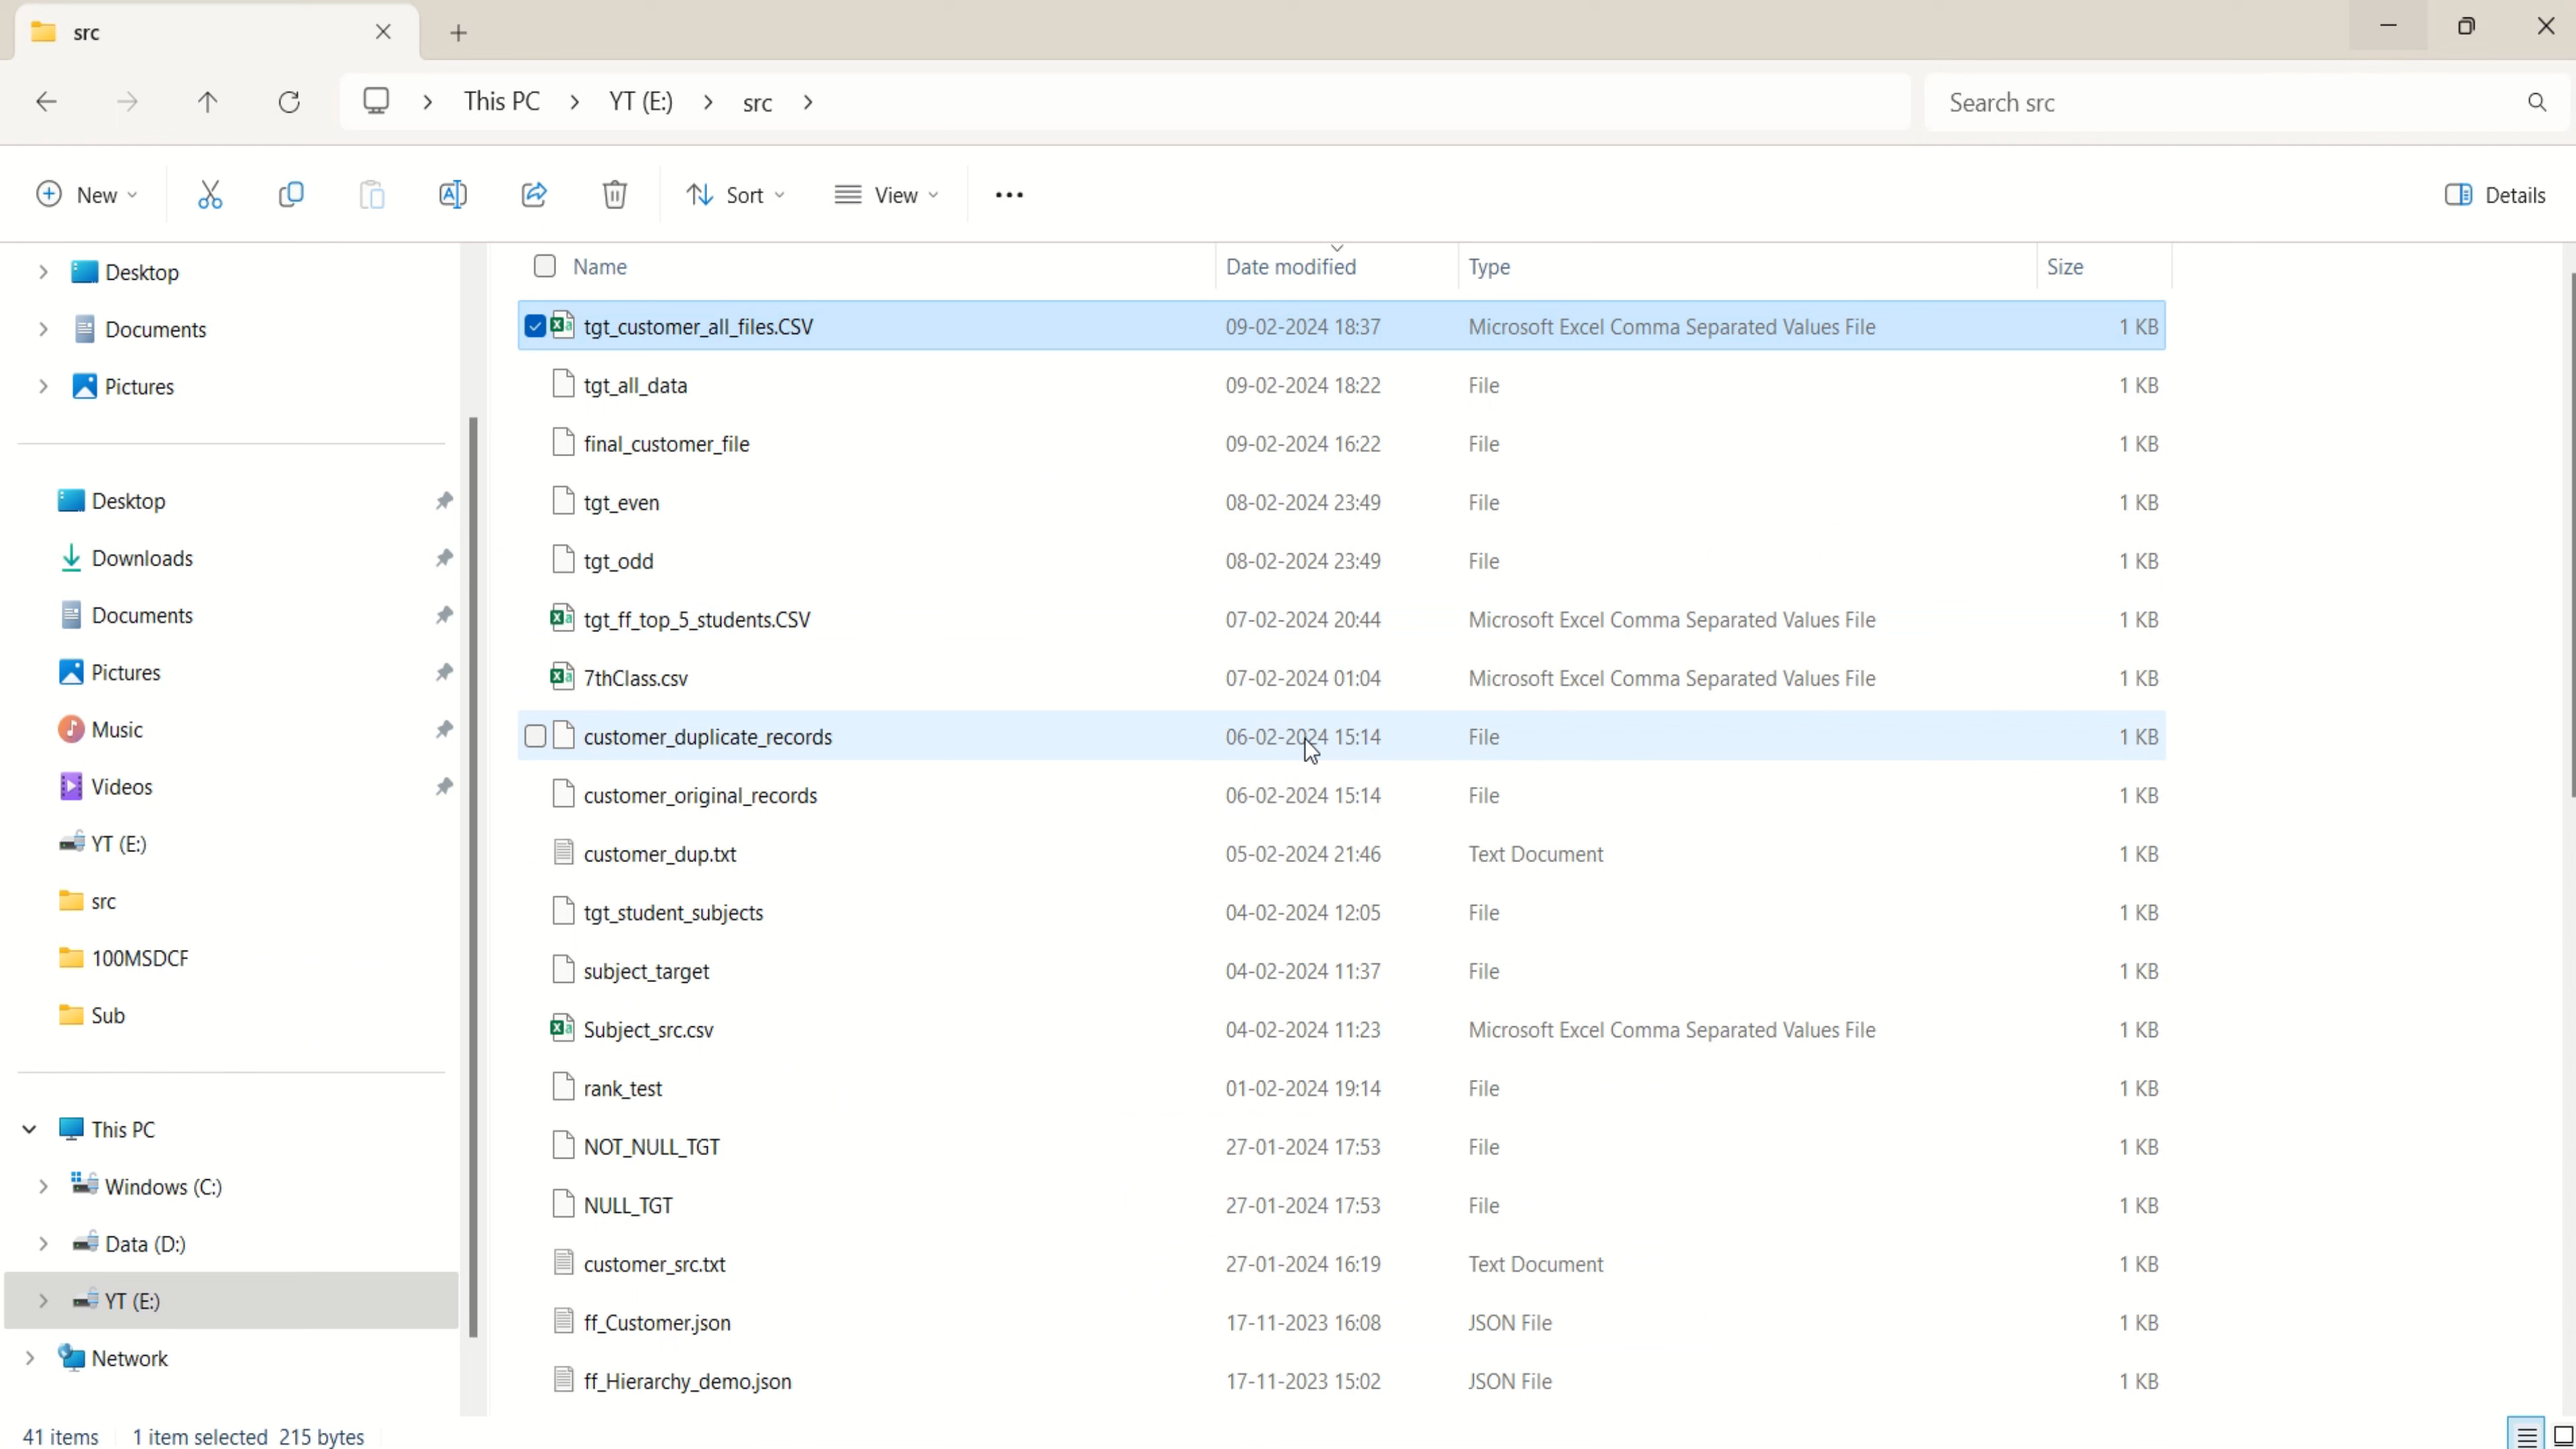 src
This PC > YT (E:) > src >
Search src
New
Sort
View
Details
Desktop
Documents
Pictures
Desktop
Downloads
Documents
Pictures
Music
Videos
YT (E:)
src
100MSDCF
Sub
This PC
Windows (C:)
Data (D:)
YT (E:)
Network
Name Date modified Type Size
tgt_customer_all_files.CSV 09-02-2024 18:37 Microsoft Excel Comma Separated Values File 1 KB
tgt_all_data 09-02-2024 18:22 File 1 KB
final_customer_file 09-02-2024 16:22 File 1 KB
tgt_even 08-02-2024 23:49 File 1 KB
tgt_odd 08-02-2024 23:49 File 1 KB
tgt_ff_top_5_students.CSV 07-02-2024 20:44 Microsoft Excel Comma Separated Values File 1 KB
7thClass.csv 07-02-2024 01:04 Microsoft Excel Comma Separated Values File 1 KB
customer_duplicate_records 06-02-2024 15:14 File 1 KB
customer_original_records 06-02-2024 15:14 File 1 KB
customer_dup.txt 05-02-2024 21:46 Text Document 1 KB
tgt_student_subjects 04-02-2024 12:05 File 1 KB
subject_target 04-02-2024 11:37 File 1 KB
Subject_src.csv 04-02-2024 11:23 Microsoft Excel Comma Separated Values File 1 KB
rank_test 01-02-2024 19:14 File 1 KB
NOT_NULL_TGT 27-01-2024 17:53 File 1 KB
NULL_TGT 27-01-2024 17:53 File 1 KB
customer_src.txt 27-01-2024 16:19 Text Document 1 KB
ff_Customer.json 17-11-2023 16:08 JSON File 1 KB
ff_Hierarchy_demo.json 17-11-2023 15:02 JSON File 1 KB
41 items 1 item selected 215 bytes